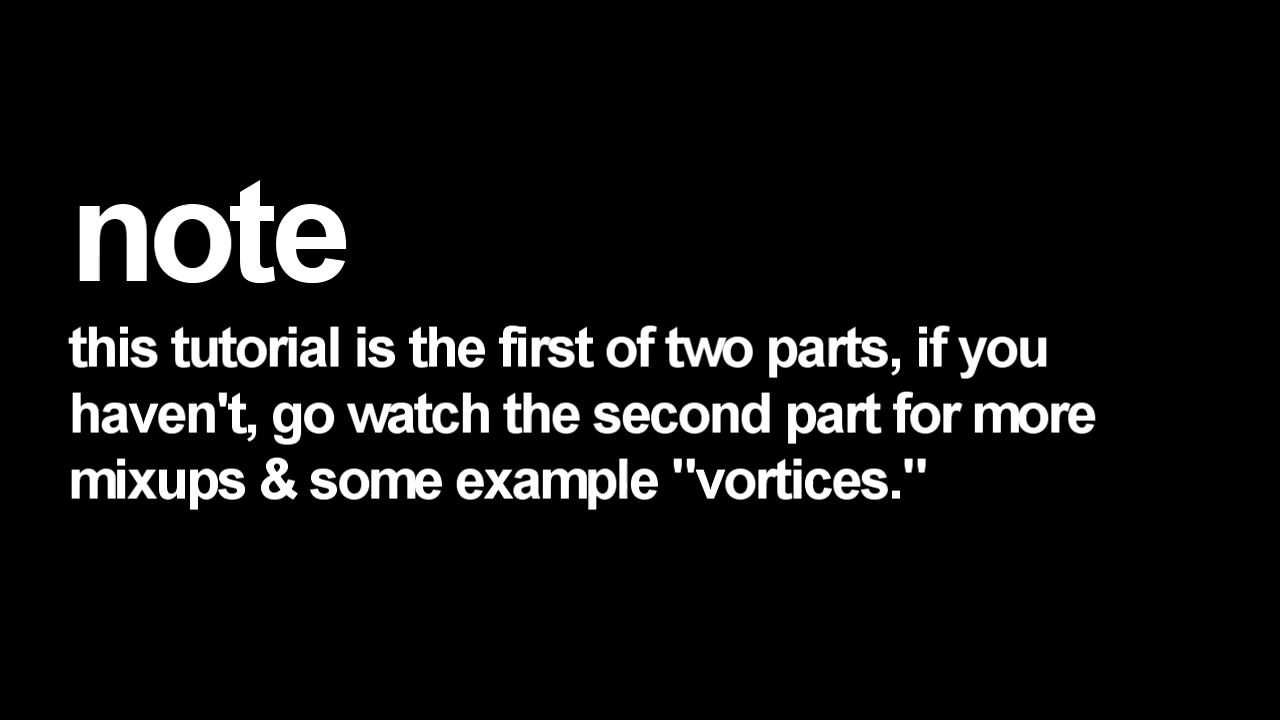 note
this tutorial is the first of two parts, if you
haven't, go watch the second part for more
mixups & some example "vortices."